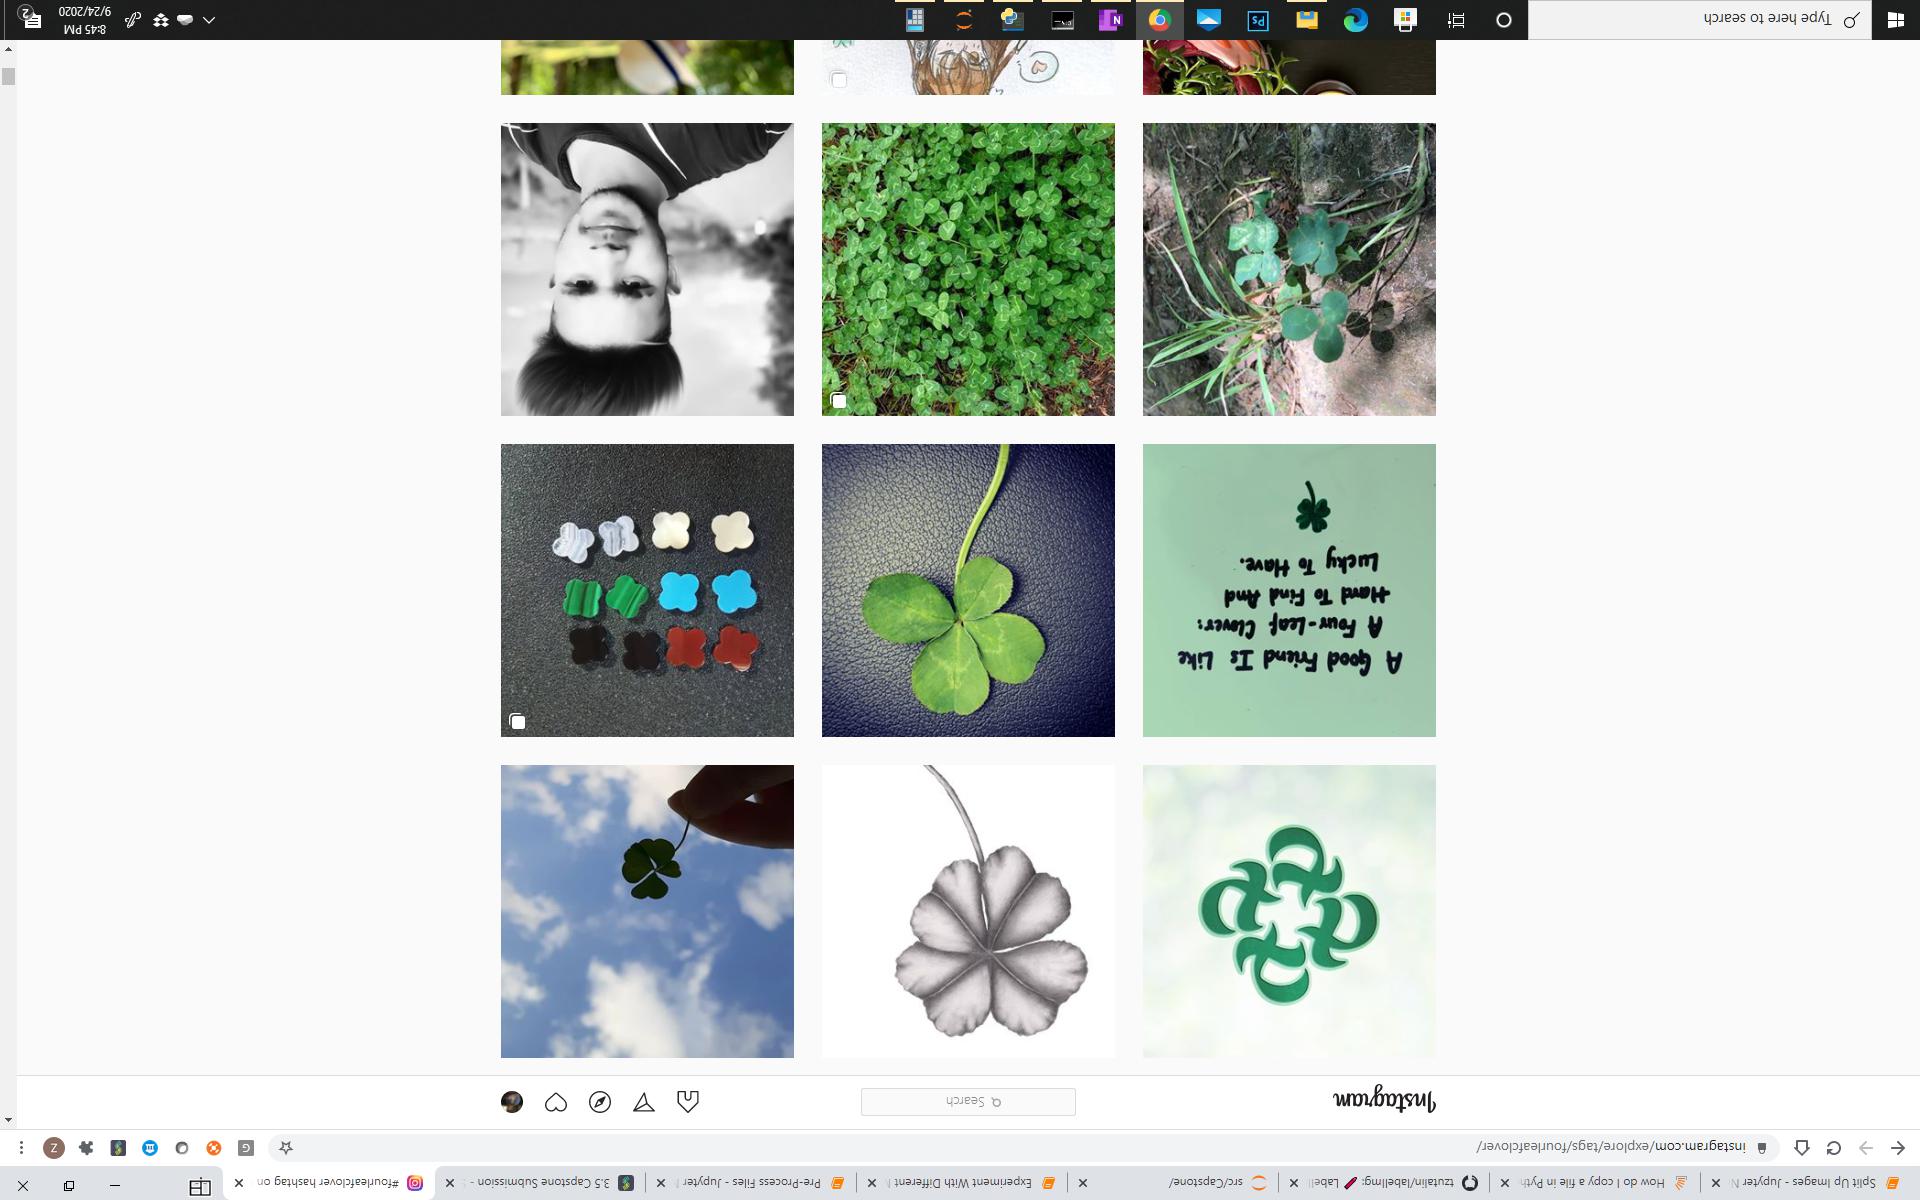 Split Up Images - Jupyter N
How do I copy a file in Pyth
tzutalin/labelImg: LabelI
src/Capstone/
Experiment With Different M
Pre-Process Files - Jupyter
3.5 Capstone Submission -
#fourleafclover hashtag on
instagram.com/explore/tags/fourleafclover/
Z
Instagram
Search
A Good Friend Is Like
A Four-Leaf Clover:
Hard To Find And
Lucky To Have.
Type here to search
8:45 PM
9/24/2020
2